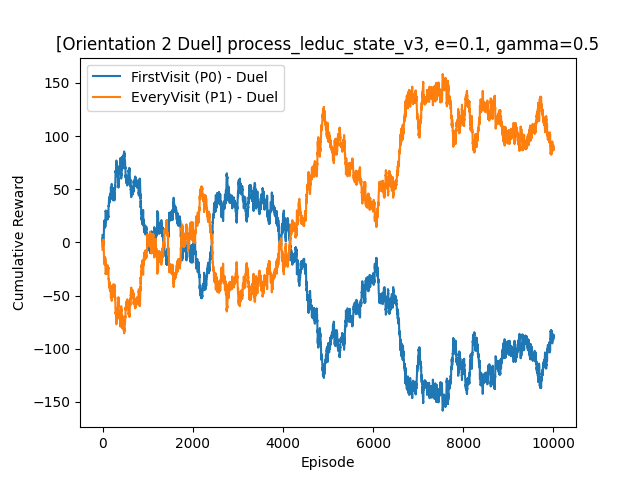 [Orientation 2 Duel] process_leduc_state_v3, e=0.1, gamma=0.5
FirstVisit (P0) - Duel
EveryVisit (P1) - Duel
150
100
50
0
−50
−100
−150
Cumulative Reward
0 2000 4000 6000 8000 10000
Episode